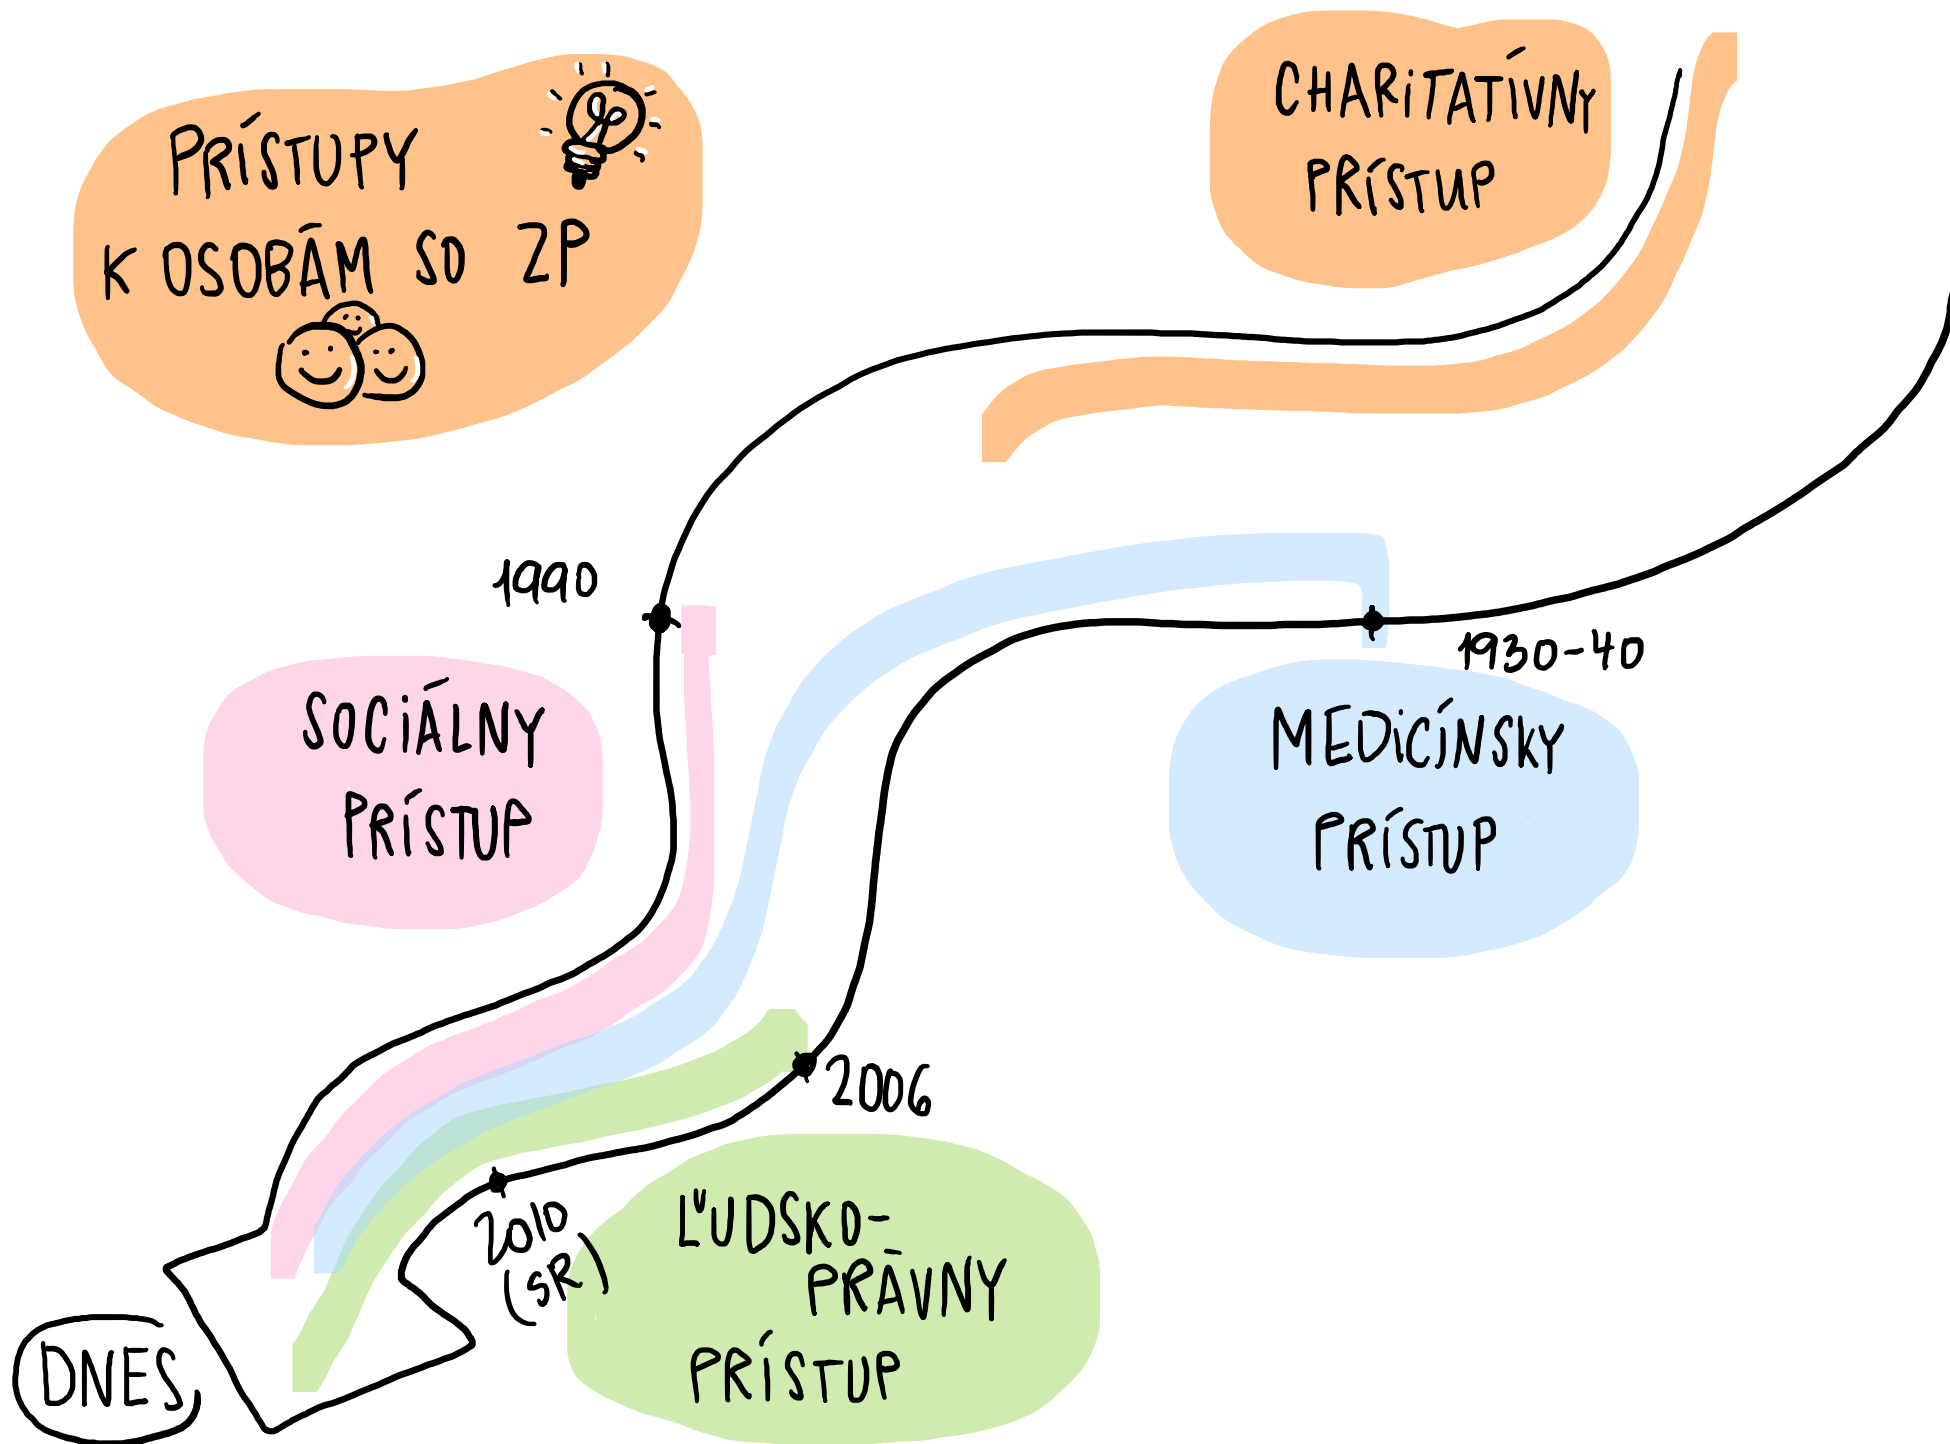 PRÍSTUPY
K OSOBÁM SO ZP
CHARITATÍVNY
PRÍSTUP
1990
1930-40
SOCIÁLNY
PRÍSTUP
MEDICÍNSKY
PRÍSTUP
2006
2010
(SR)
ĽUDSKO-
PRÁVNY
PRÍSTUP
DNES